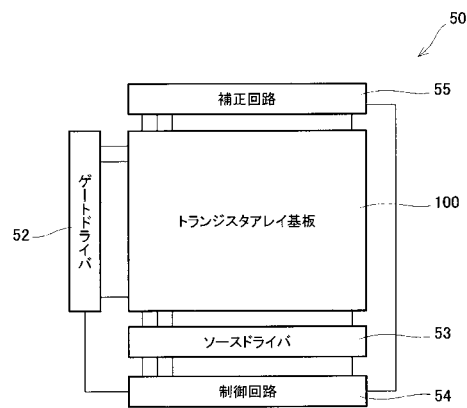 50
補正回路
55
ゲートドライバ
52
トランジスタアレイ基板
100
ソースドライバ
53
制御回路
54